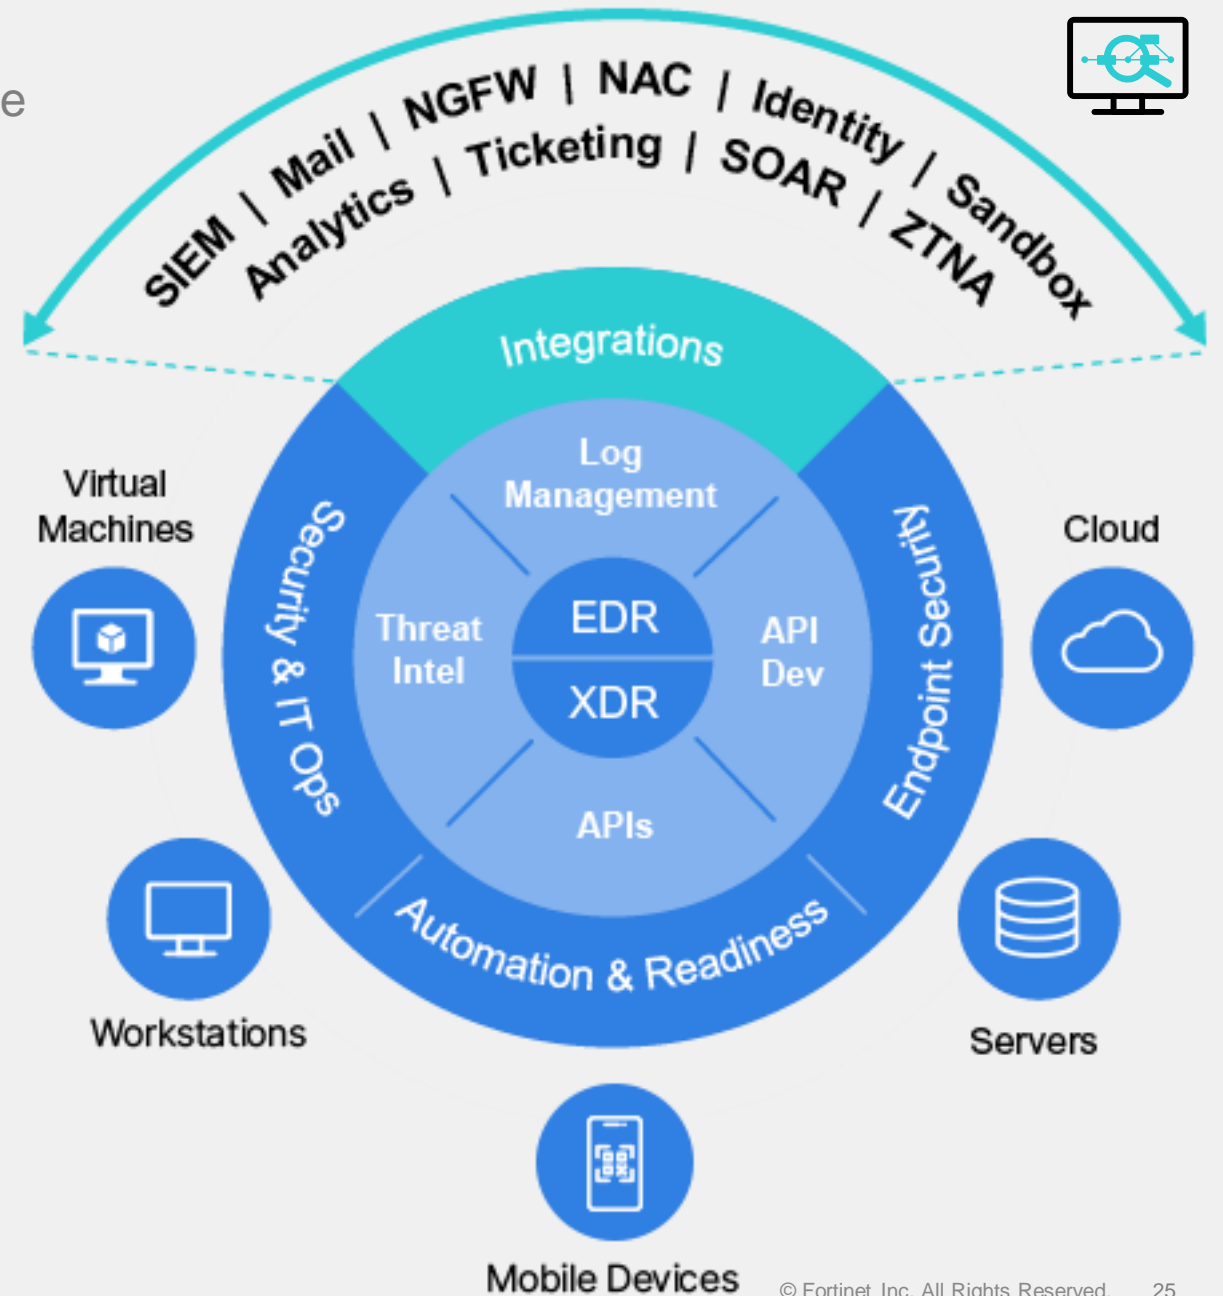 e
SIEM | Mail | NGFW | NAC | Identity | Sandbox
Analytics | Ticketing | SOAR | ZTNA
Integrations
Log
Management
Virtual
Machines
Security & IT Ops
Threat
Intel
EDR
XDR
API
Dev
Endpoint Security
Cloud
APIs
Automation & Readiness
Workstations
Servers
Mobile Devices
© Fortinet Inc. All Rights Reserved. 25